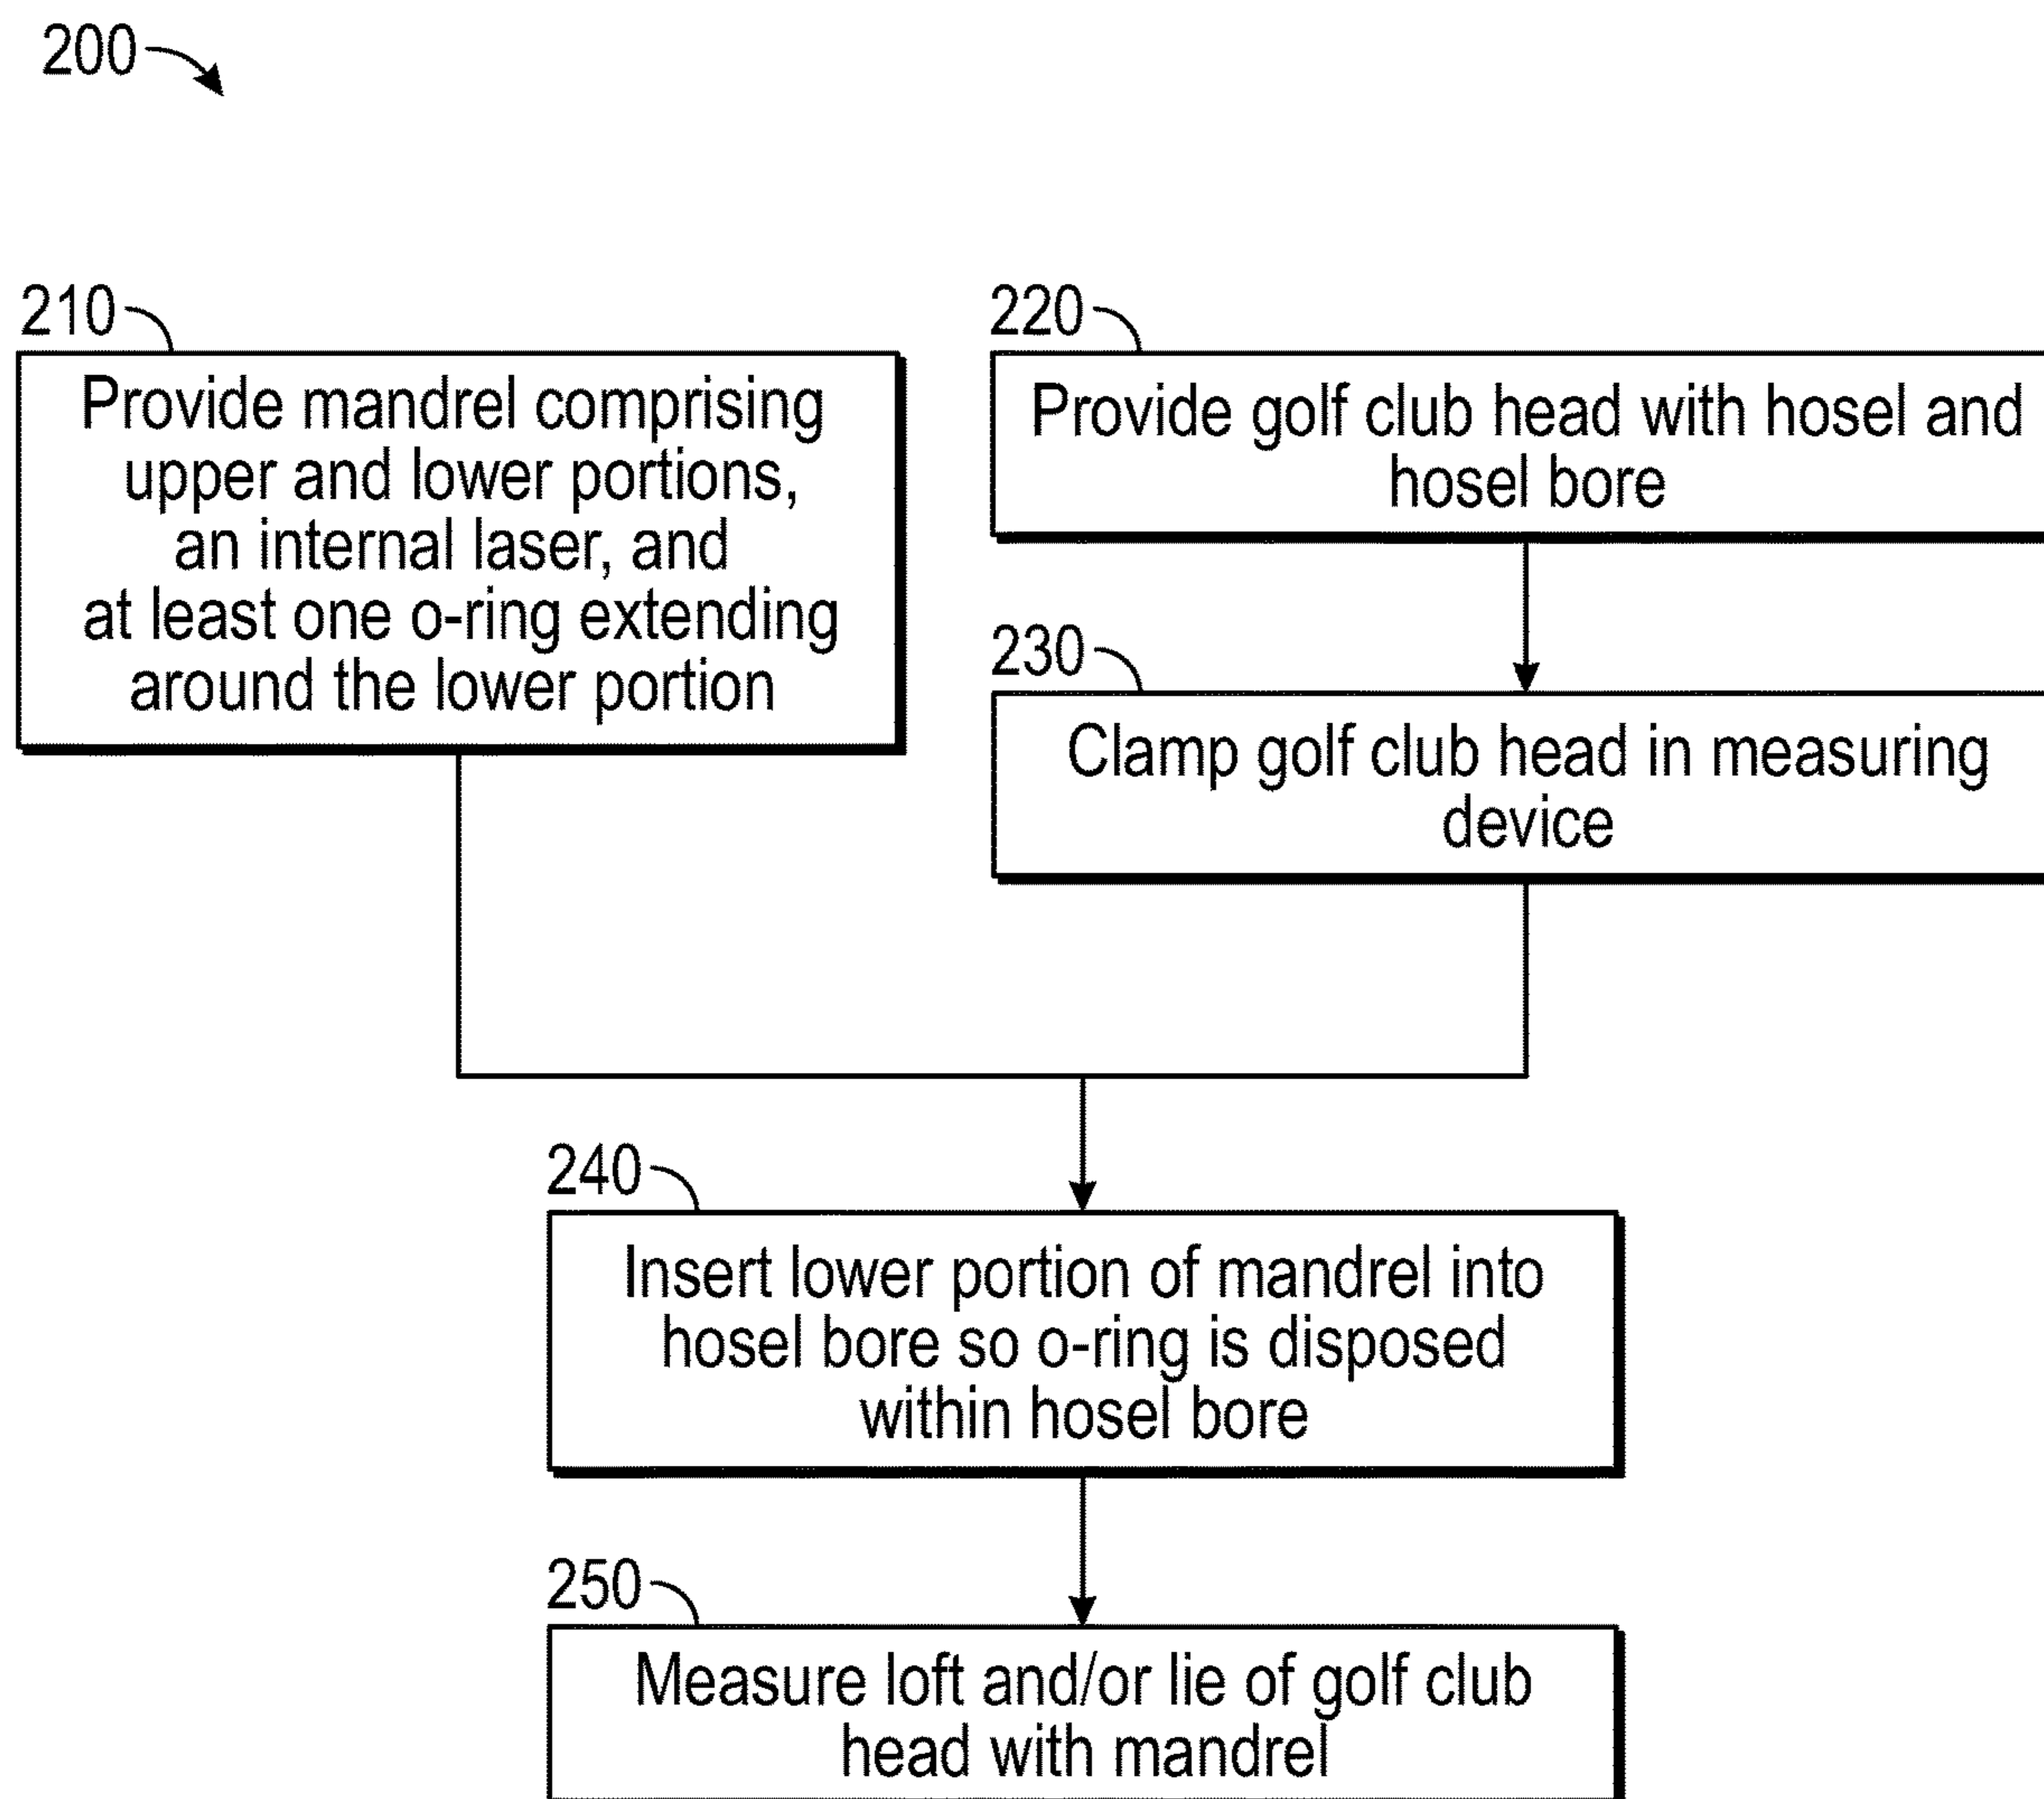 200
210
Provide mandrel comprising
upper and lower portions,
an internal laser, and
at least one o-ring extending
around the lower portion
220
Provide golf club head with hosel and
hosel bore
230
Clamp golf club head in measuring
device
240
Insert lower portion of mandrel into
hosel bore so o-ring is disposed
within hosel bore
250
Measure loft and/or lie of golf club
head with mandrel